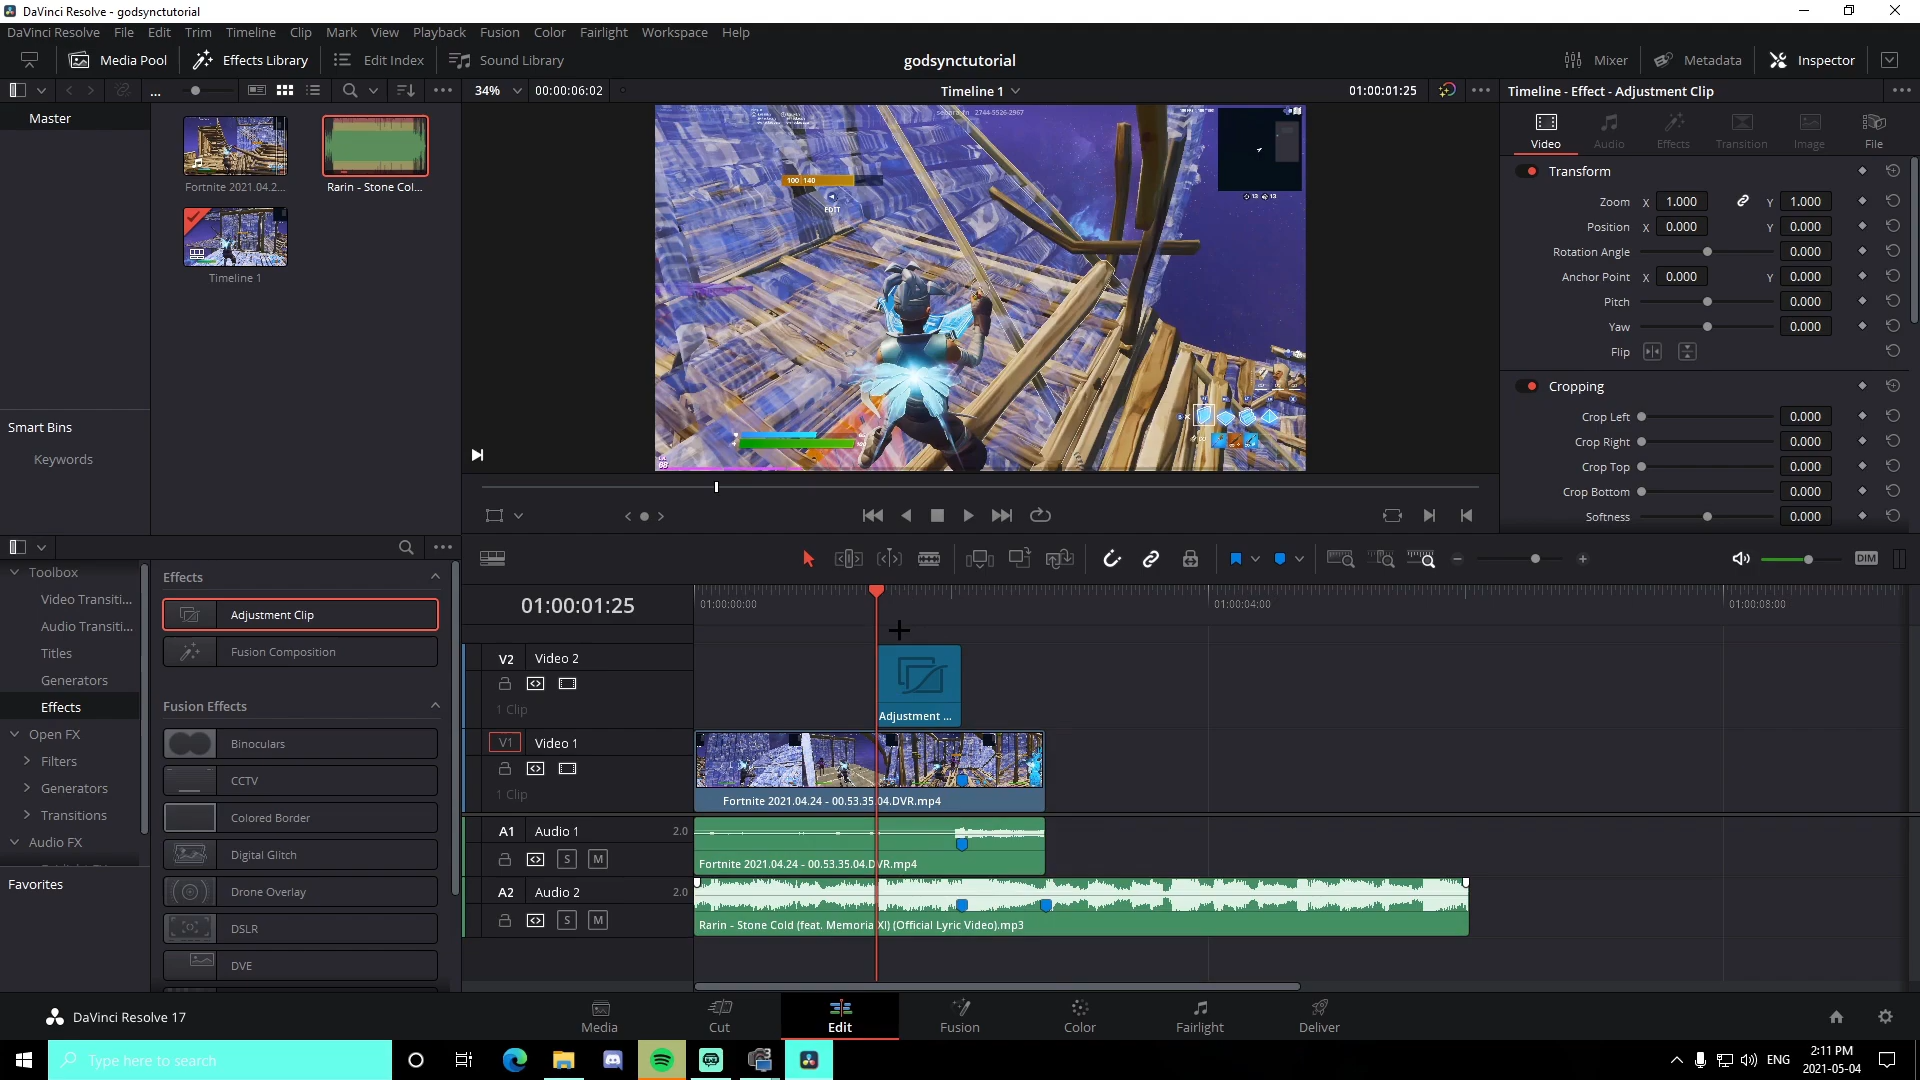 DaVinci Resolve - godsynctutorial
DaVinci Resolve File Edit Trim Timeline Clip Mark View Playback Fusion Color Fairlight Workspace Help
Media Pool Effects Library Edit Index Sound Library godsynctutorial Mixer Metadata Inspector
34% 00:00:06:02 Timeline 1 01:00:01:25 Timeline - Effect - Adjustment Clip
Master
Fortnite 2021.04.2...
Rarin - Stone Col...
Timeline 1
Smart Bins
Keywords
2744-5526-2967
100 140
EDIT
13 13
Video Audio Effects Transition Image File
Transform
Zoom X 1.000 Y 1.000
Position X 0.000 Y 0.000
Rotation Angle 0.000
Anchor Point X 0.000 Y 0.000
Pitch 0.000
Yaw 0.000
Flip
Cropping
Crop Left 0.000
Crop Right 0.000
Crop Top 0.000
Crop Bottom 0.000
Softness 0.000
Toolbox
Video Transiti...
Audio Transiti...
Titles
Generators
Effects
Open FX
Filters
Generators
Transitions
Audio FX
Favorites
Effects
Adjustment Clip
Fusion Composition
Fusion Effects
Binoculars
CCTV
Colored Border
Digital Glitch
Drone Overlay
DSLR
DVE
DIM
01:00:01:25
01:00:00:00 01:00:04:00 01:00:08:00
V2 Video 2
1 Clip
Adjustment ...
V1 Video 1
1 Clip
Fortnite 2021.04.24 - 00.53.35.04.DVR.mp4
A1 Audio 1 2.0
S M
Fortnite 2021.04.24 - 00.53.35.04.DVR.mp4
A2 Audio 2 2.0
S M
Rarin - Stone Cold (feat. Memoria XI) (Official Lyric Video).mp3
DaVinci Resolve 17
Media Cut Edit Fusion Color Fairlight Deliver
Type here to search
ENG
2:11 PM
2021-05-04